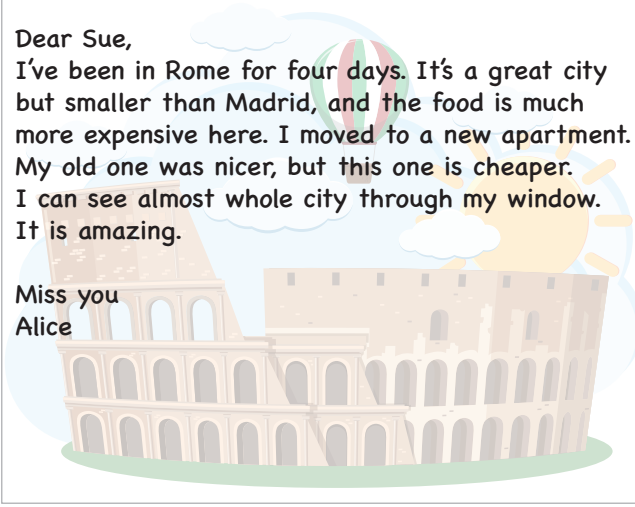 Dear Sue,
I've been in Rome for four days. It's a great city
but smaller than Madrid, and the food is much
more expensive here. I moved to a new apartment.
My old one was nicer, but this one is cheaper.
I can see almost whole city through my window.
It is amazing.
Miss you
Alice